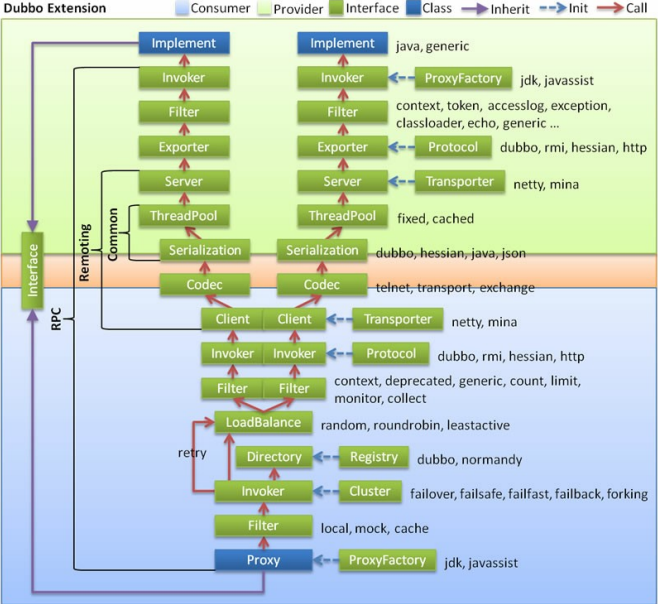 Dubbo Extension
Consumer
Provider
Interface
Class
Inherit
Init
Call
Implement
Implement
java, generic
Invoker
Invoker
ProxyFactory
jdk, javassist
Filter
Filter
context, token, accesslog, exception,
classloader, echo, generic ...
Exporter
Exporter
Protocol
dubbo, rmi, hessian, http
Server
Server
Transporter
netty, mina
ThreadPool
ThreadPool
fixed, cached
Common
Remoting
RPC
Interface
Serialization
Serialization
dubbo, hessian, java, json
Codec
Codec
telnet, transport, exchange
Client
Client
Transporter
netty, mina
Invoker
Invoker
Protocol
dubbo, rmi, hessian, http
Filter
Filter
context, deprecated, generic, count, limit,
monitor, collect
LoadBalance
random, roundrobin, leastactive
retry
Directory
Registry
dubbo, normandy
Invoker
Cluster
failover, failsafe, failfast, failback, forking
Filter
local, mock, cache
Proxy
ProxyFactory
jdk, javassist